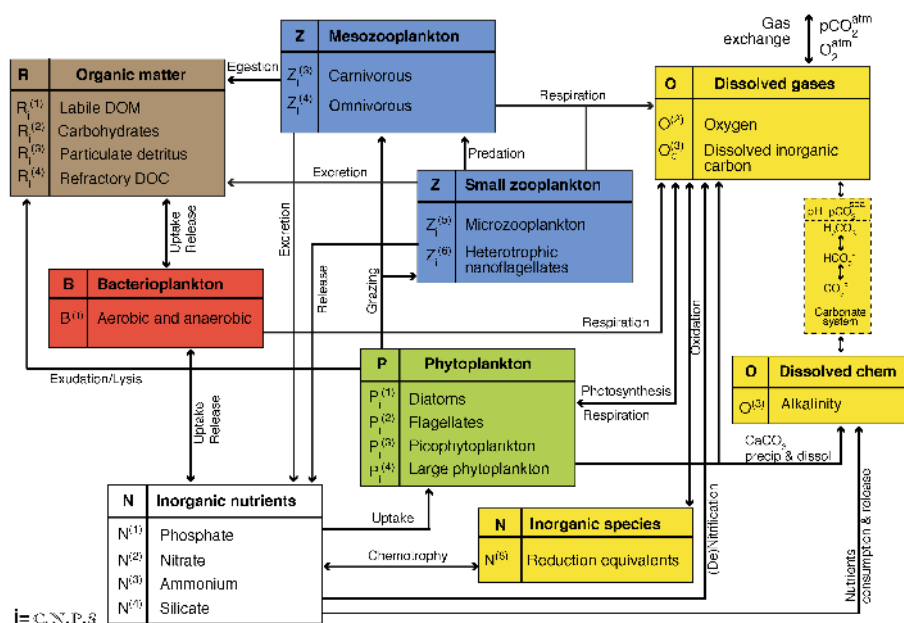 Gas exchange
pCO₂ᵃᵗᵐ
O₂ᵃᵗᵐ
Z Mesozooplankton
Zᵢ⁽³⁾ Carnivorous
Zᵢ⁽⁴⁾ Omnivorous
R Organic matter
Rᵢ⁽¹⁾ Labile DOM
Rᵢ⁽²⁾ Carbohydrates
Rᵢ⁽³⁾ Particulate detritus
Rᵢ⁽⁴⁾ Refractory DOC
Egestion
Respiration
O Dissolved gases
O⁽²⁾ Oxygen
Dissolved inorganic
carbon
Predation
Excretion
Z Small zooplankton
Zᵢ⁽⁵⁾ Microzooplankton
Zᵢ⁽⁶⁾ Heterotrophic
nanoflagellates
Uptake
Release
Excretion
Release
Grazing
pH
H₂CO₃
HCO₃⁻
Carbonate
system
B Bacterioplankton
B⁽¹⁾ Aerobic and anaerobic
Respiration
Oxidation
Exudation/Lysis
P Phytoplankton
Pᵢ⁽¹⁾ Diatoms
Pᵢ⁽²⁾ Flagellates
Pᵢ⁽³⁾ Picophytoplankton
Pᵢ⁽⁴⁾ Large phytoplankton
Photosynthesis
Respiration
O Dissolved chem
O⁽³⁾ Alkalinity
Uptake
Release
CaCO₃
precip & dissol
N Inorganic nutrients
N⁽¹⁾ Phosphate
N⁽²⁾ Nitrate
N⁽³⁾ Ammonium
N⁽⁴⁾ Silicate
Uptake
Chemotrophy
N Inorganic species
Reduction equivalents
(De)Nitrification
Nutrients
consumption & release
i= C,N,P,S